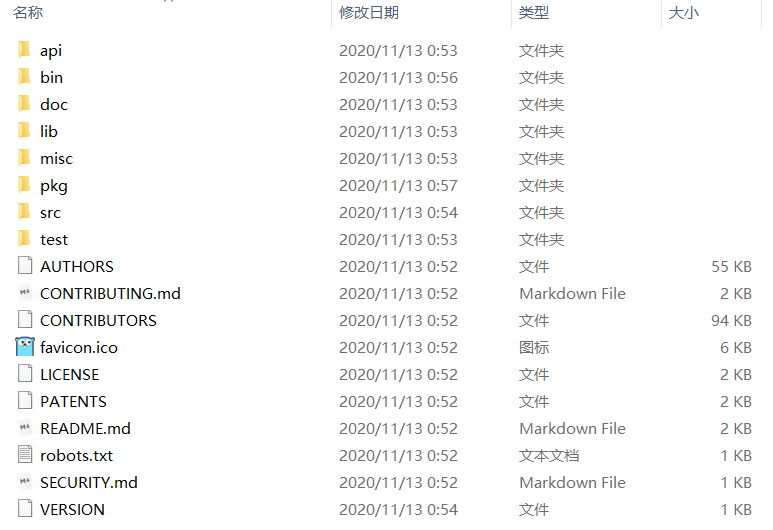 名称 修改日期 类型 大小
api 2020/11/13 0:53 文件夹
bin 2020/11/13 0:56 文件夹
doc 2020/11/13 0:53 文件夹
lib 2020/11/13 0:53 文件夹
misc 2020/11/13 0:53 文件夹
pkg 2020/11/13 0:57 文件夹
src 2020/11/13 0:54 文件夹
test 2020/11/13 0:53 文件夹
AUTHORS 2020/11/13 0:52 文件 55 KB
CONTRIBUTING.md 2020/11/13 0:52 Markdown File 2 KB
CONTRIBUTORS 2020/11/13 0:52 文件 94 KB
favicon.ico 2020/11/13 0:52 图标 6 KB
LICENSE 2020/11/13 0:52 文件 2 KB
PATENTS 2020/11/13 0:52 文件 2 KB
README.md 2020/11/13 0:52 Markdown File 2 KB
robots.txt 2020/11/13 0:52 文本文档 1 KB
SECURITY.md 2020/11/13 0:52 Markdown File 1 KB
VERSION 2020/11/13 0:54 文件 1 KB